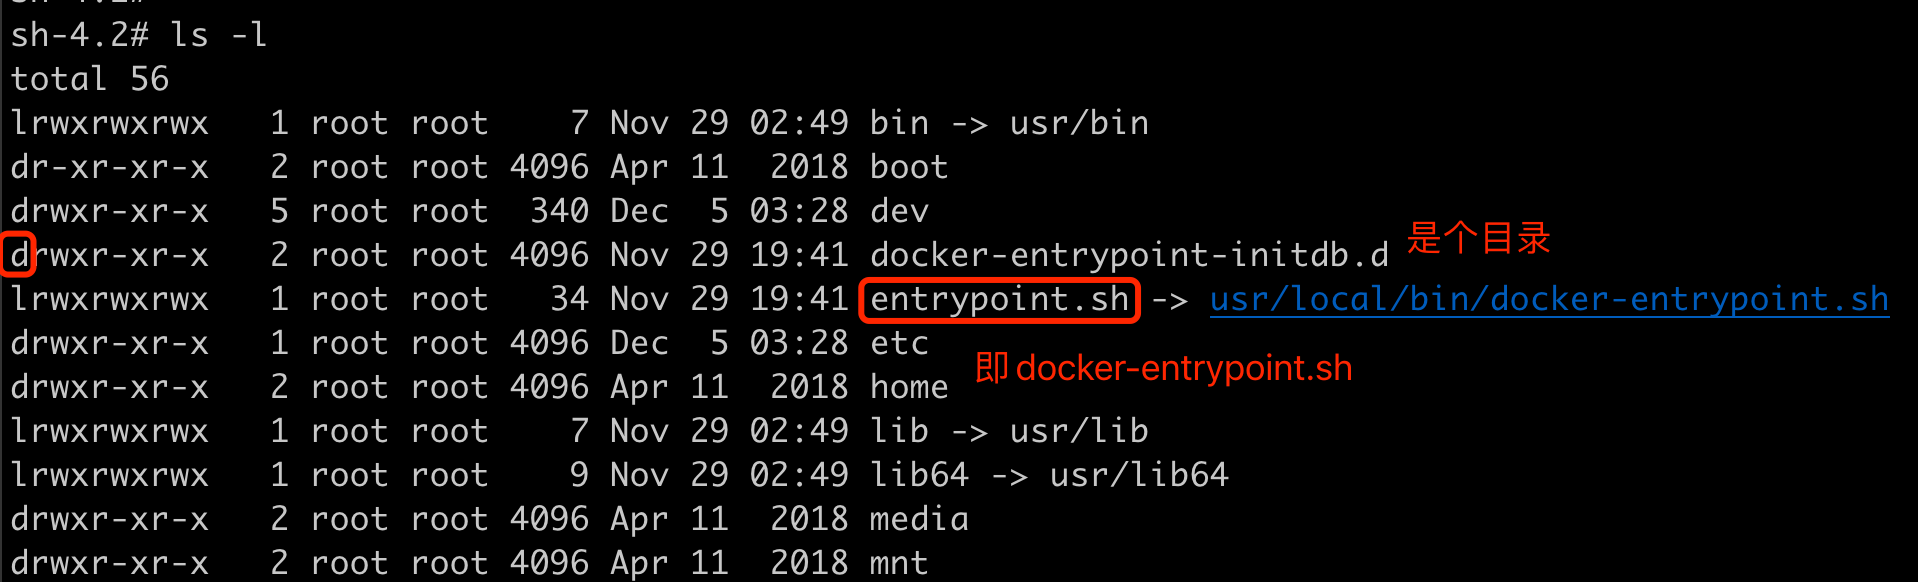 sh-4.2# ls -l
total 56
lrwxrwxrwx   1 root root    7 Nov 29 02:49 bin -> usr/bin
dr-xr-xr-x   2 root root 4096 Apr 11  2018 boot
drwxr-xr-x   5 root root  340 Dec  5 03:28 dev
drwxr-xr-x   2 root root 4096 Nov 29 19:41 docker-entrypoint-initdb.d 是个目录
lrwxrwxrwx   1 root root   34 Nov 29 19:41 entrypoint.sh -> usr/local/bin/docker-entrypoint.sh
drwxr-xr-x   1 root root 4096 Dec  5 03:28 etc
即docker-entrypoint.sh
drwxr-xr-x   2 root root 4096 Apr 11  2018 home
lrwxrwxrwx   1 root root    7 Nov 29 02:49 lib -> usr/lib
lrwxrwxrwx   1 root root    9 Nov 29 02:49 lib64 -> usr/lib64
drwxr-xr-x   2 root root 4096 Apr 11  2018 media
drwxr-xr-x   2 root root 4096 Apr 11  2018 mnt